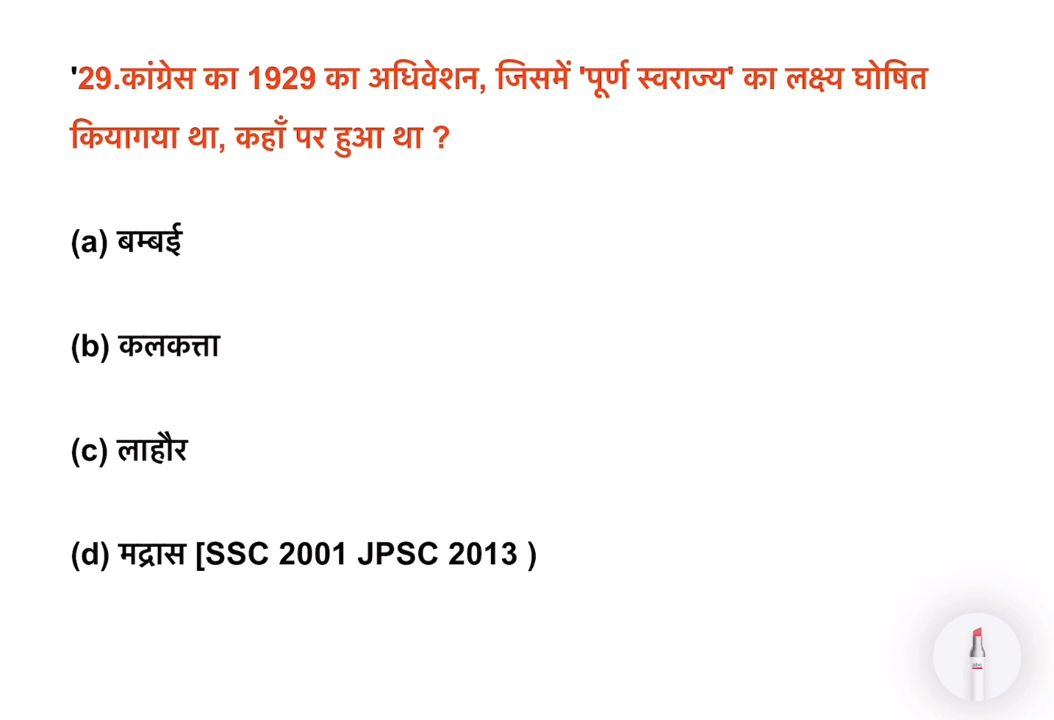 '29.कांग्रेस का 1929 का अधिवेशन, जिसमें 'पूर्ण स्वराज्य' का लक्ष्य घोषित
कियागया था, कहाँ पर हुआ था ?
(a) बम्बई
(b) कलकत्ता
(c) लाहौर
(d) मद्रास [SSC 2001 JPSC 2013 )